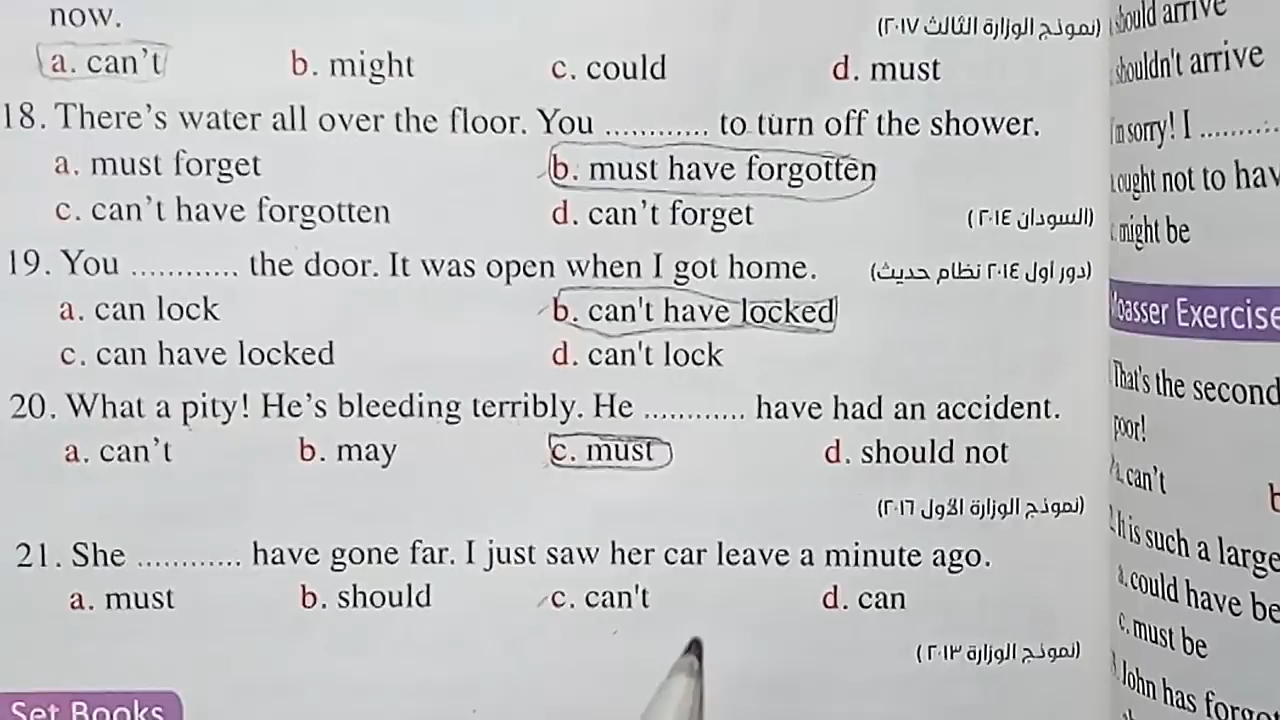 now.
(نموذج الوزارة الثالث ٢٠١٧)
a. can't b. might c. could d. must
18. There's water all over the floor. You ............ to turn off the shower.
a. must forget b. must have forgotten
c. can't have forgotten d. can't forget (السودان ٢٠١٤)
19. You ............ the door. It was open when I got home. (دور اول ٢٠١٤ نظام حديث)
a. can lock b. can't have locked
c. can have locked d. can't lock
20. What a pity! He's bleeding terribly. He ............ have had an accident.
a. can't b. may c. must d. should not
(نموذج الوزارة الأول ٢٠١٦)
21. She ............ have gone far. I just saw her car leave a minute ago.
a. must b. should c. can't d. can
(نموذج الوزارة ٢٠١٣)
Set Books
should arrive
shouldn't arrive
sorry! I ..........
ought not to
might be
Exercise
That's the second
poor!
a. can't
is such a large
a. could have
c. must be
John has